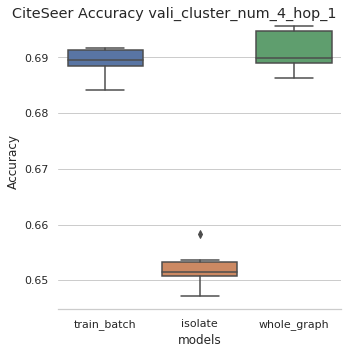 CiteSeer Accuracy vali_cluster_num_4_hop_1
0.69
0.68
0.67
0.66
0.65
Accuracy
train_batch isolate whole_graph
models